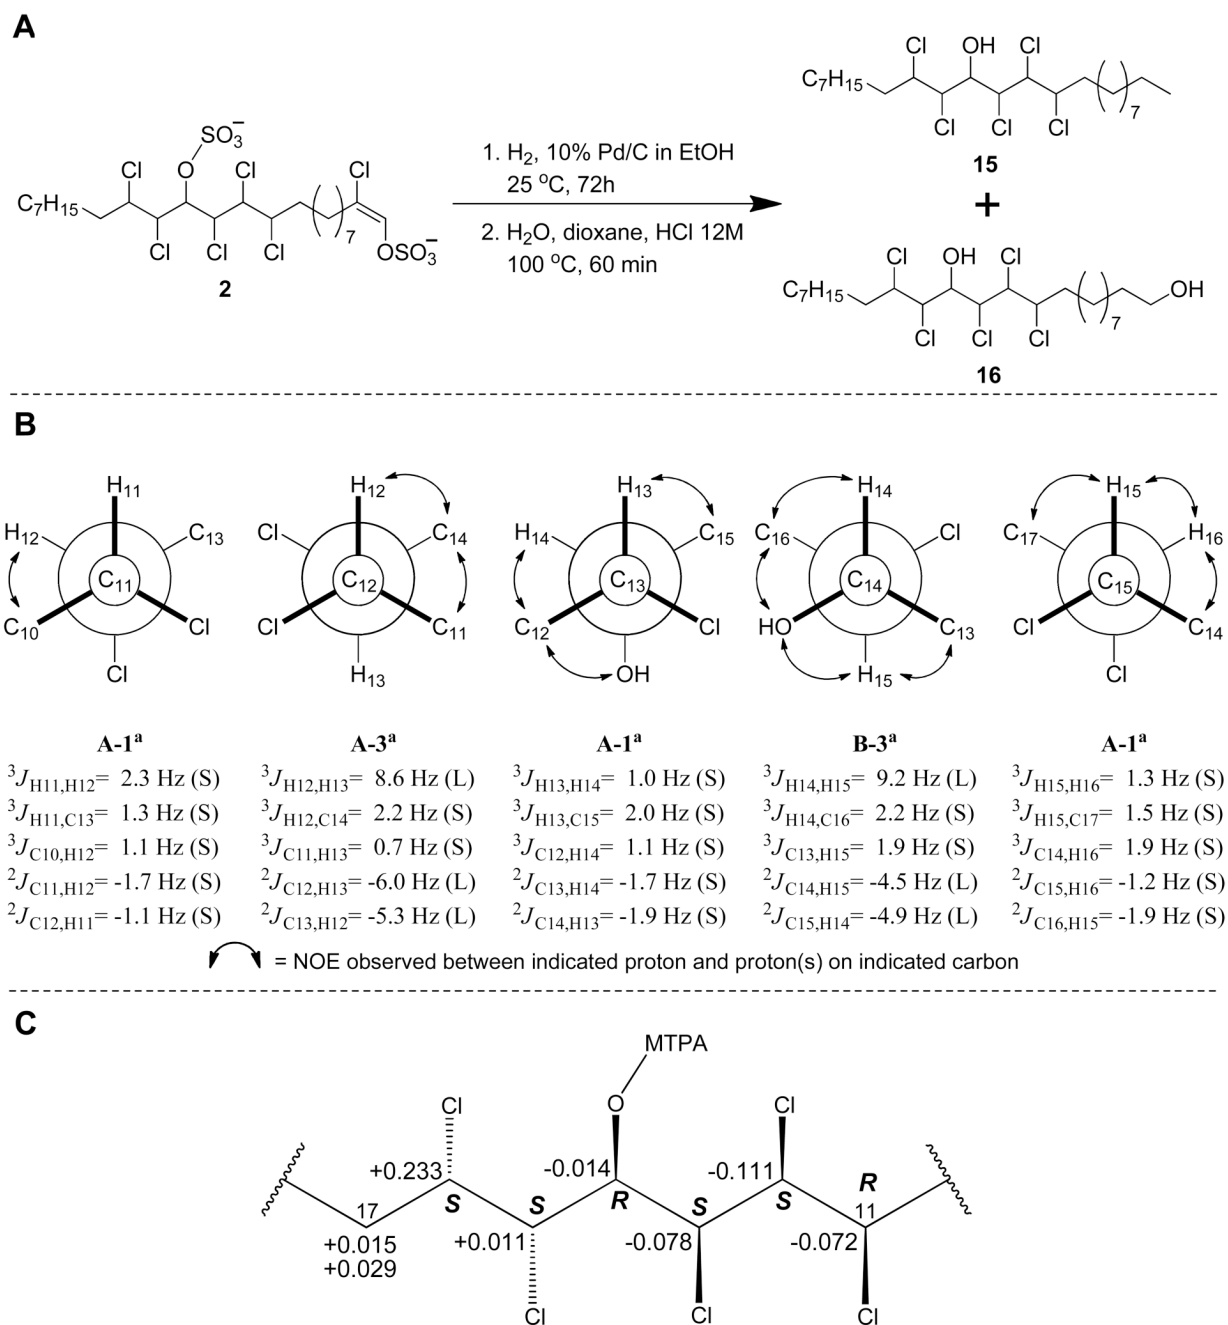 A
Cl OH Cl
C7H15
Cl Cl Cl
7
15
+
SO3−
Cl O Cl Cl
C7H15
Cl Cl Cl
7
OSO3−
2
1. H2, 10% Pd/C in EtOH
25 oC, 72h
2. H2O, dioxane, HCl 12M
100 oC, 60 min
Cl OH Cl
C7H15
OH
Cl Cl Cl
7
16
B
H11 H12 H13 H14 H15
H12 C13 Cl C14 H14 C15 C16 Cl C17 H16
C11 C12 C13 C14 C15
C10 Cl Cl C11 C12 Cl HO C13 Cl C14
Cl H13 OH H15 Cl
A-1a A-3a A-1a B-3a A-1a
3JH11,H12= 2.3 Hz (S) 3JH12,H13= 8.6 Hz (L) 3JH13,H14= 1.0 Hz (S) 3JH14,H15= 9.2 Hz (L) 3JH15,H16= 1.3 Hz (S)
3JH11,C13= 1.3 Hz (S) 3JH12,C14= 2.2 Hz (S) 3JH13,C15= 2.0 Hz (S) 3JH14,C16= 2.2 Hz (S) 3JH15,C17= 1.5 Hz (S)
3JC10,H12= 1.1 Hz (S) 3JC11,H13= 0.7 Hz (S) 3JC12,H14= 1.1 Hz (S) 3JC13,H15= 1.9 Hz (S) 3JC14,H16= 1.9 Hz (S)
2JC11,H12= -1.7 Hz (S) 2JC12,H13= -6.0 Hz (L) 2JC13,H14= -1.7 Hz (S) 2JC14,H15= -4.5 Hz (L) 2JC15,H16= -1.2 Hz (S)
2JC12,H11= -1.1 Hz (S) 2JC13,H12= -5.3 Hz (L) 2JC14,H13= -1.9 Hz (S) 2JC15,H14= -4.9 Hz (L) 2JC16,H15= -1.9 Hz (S)
= NOE observed between indicated proton and proton(s) on indicated carbon
C
MTPA
Cl O Cl
+0.233 -0.014 -0.111 R
17 S S R S S 11
+0.015 +0.011 -0.078 -0.072
+0.029
Cl Cl Cl